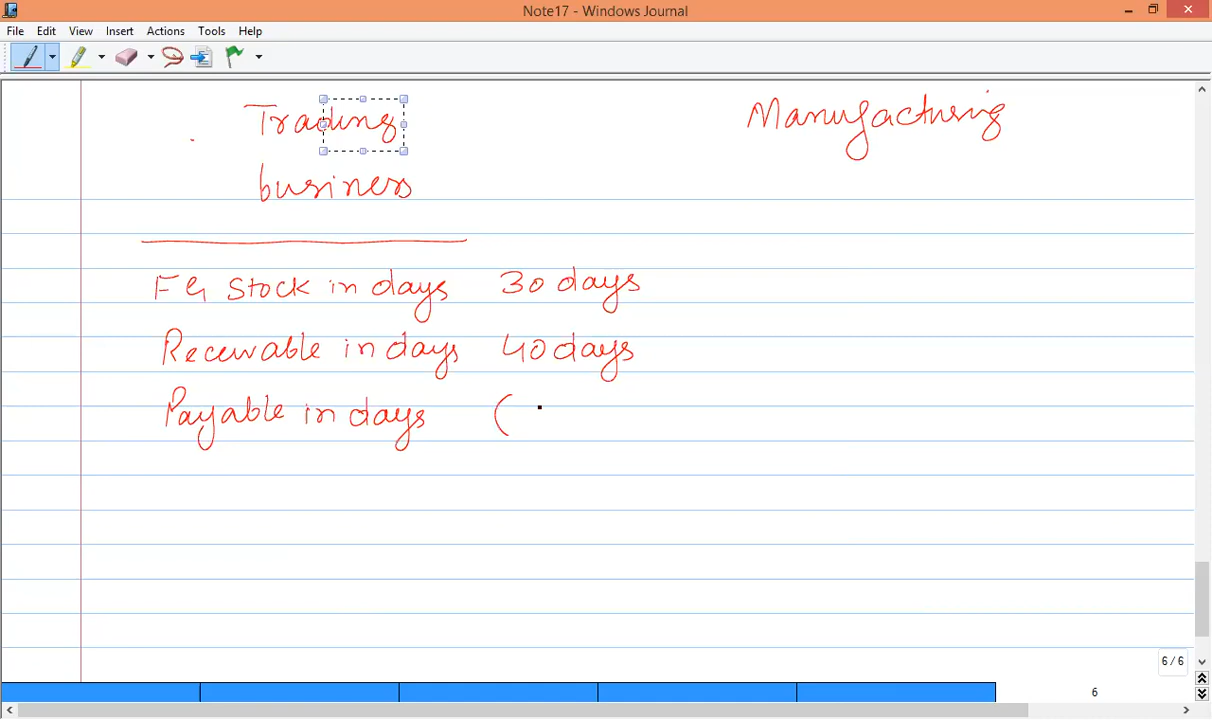 Note17 - Windows Journal
File Edit View Insert Actions Tools Help
Trading Manufacturing
business
FG Stock in days 30 days
Receivable in days 40 days
Payable in days (
6/6
6